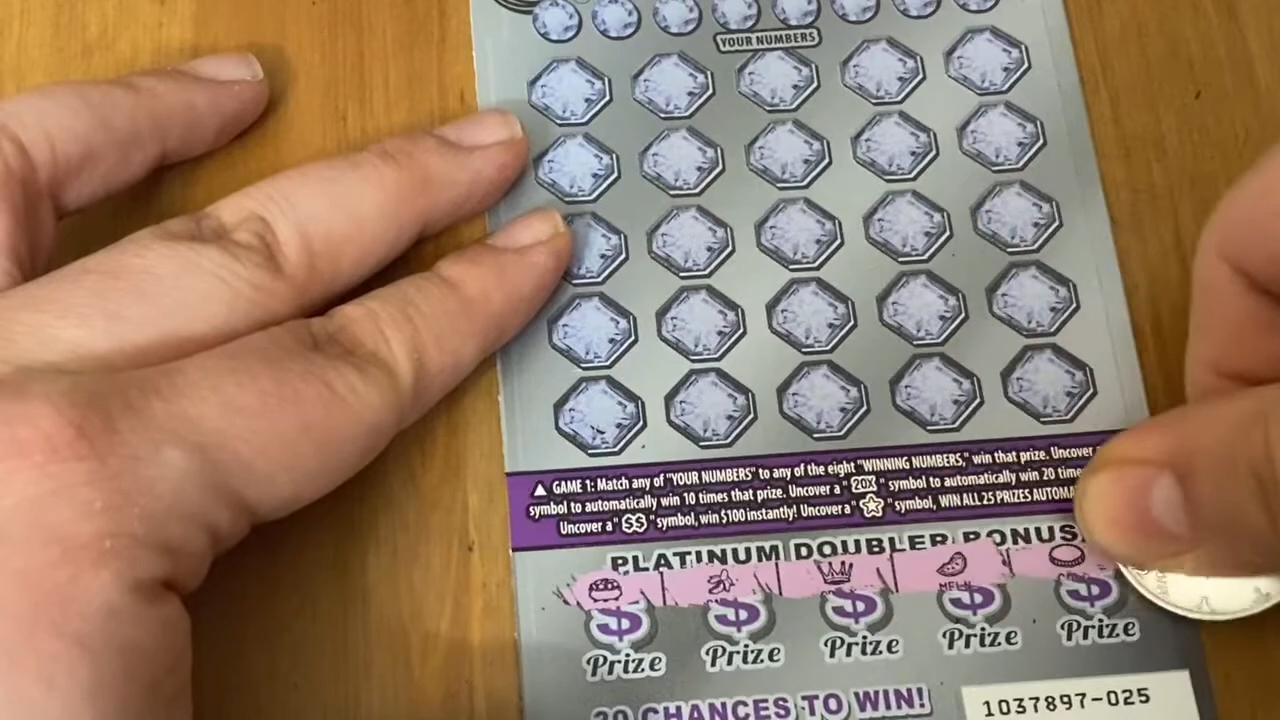 YOUR NUMBERS
GAME 1: Match any of "YOUR NUMBERS" to any of the eight "WINNING NUMBERS," win that prize. Uncover
symbol to automatically win 10 times that prize. Uncover a "20X" symbol to automatically win 20
Uncover a "$$" symbol, win $100 instantly! Uncover a " " symbol, WIN ALL 25 PRIZES
PLATINUM DOUBLER BONUS
MELN
$ $ $ $ $
Prize Prize Prize Prize Prize
20 CHANCES TO WIN!
1037897-025